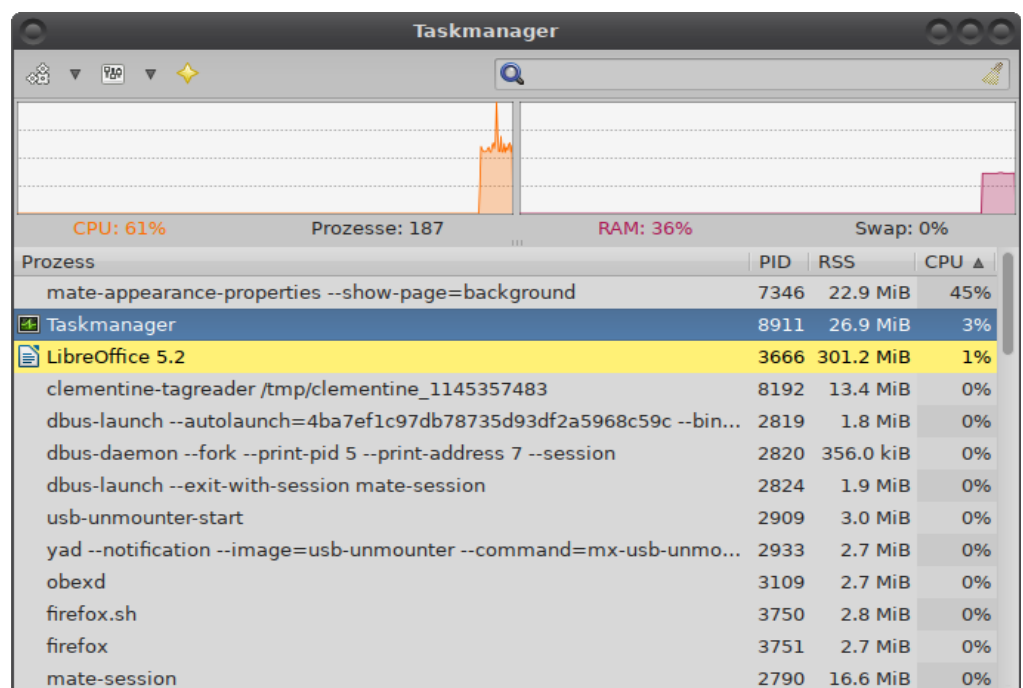 Taskmanager
CPU: 61% Prozesse: 187 RAM: 36% Swap: 0%
Prozess PID RSS CPU ▲
mate-appearance-properties --show-page=background 7346 22.9 MiB 45%
Taskmanager 8911 26.9 MiB 3%
LibreOffice 5.2 3666 301.2 MiB 1%
clementine-tagreader /tmp/clementine_1145357483 8192 13.4 MiB 0%
dbus-launch --autolaunch=4ba7ef1c97db78735d93df2a5968c59c --bin... 2819 1.8 MiB 0%
dbus-daemon --fork --print-pid 5 --print-address 7 --session 2820 356.0 kiB 0%
dbus-launch --exit-with-session mate-session 2824 1.9 MiB 0%
usb-unmounter-start 2909 3.0 MiB 0%
yad --notification --image=usb-unmounter --command=mx-usb-unmo... 2933 2.7 MiB 0%
obexd 3109 2.7 MiB 0%
firefox.sh 3750 2.8 MiB 0%
firefox 3751 2.7 MiB 0%
mate-session 2790 16.6 MiB 0%